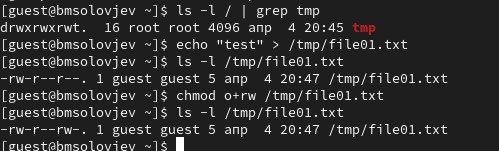 [guest@bmsolovjev ~]$ ls -l / | grep tmp
drwxrwxrwt.  16 root root 4096 апр  4 20:45 tmp
[guest@bmsolovjev ~]$ echo "test" > /tmp/file01.txt
[guest@bmsolovjev ~]$ ls -l /tmp/file01.txt
-rw-r--r--. 1 guest guest 5 апр  4 20:47 /tmp/file01.txt
[guest@bmsolovjev ~]$ chmod o+rw /tmp/file01.txt
[guest@bmsolovjev ~]$ ls -l /tmp/file01.txt
-rw-r--rw-. 1 guest guest 5 апр  4 20:47 /tmp/file01.txt
[guest@bmsolovjev ~]$